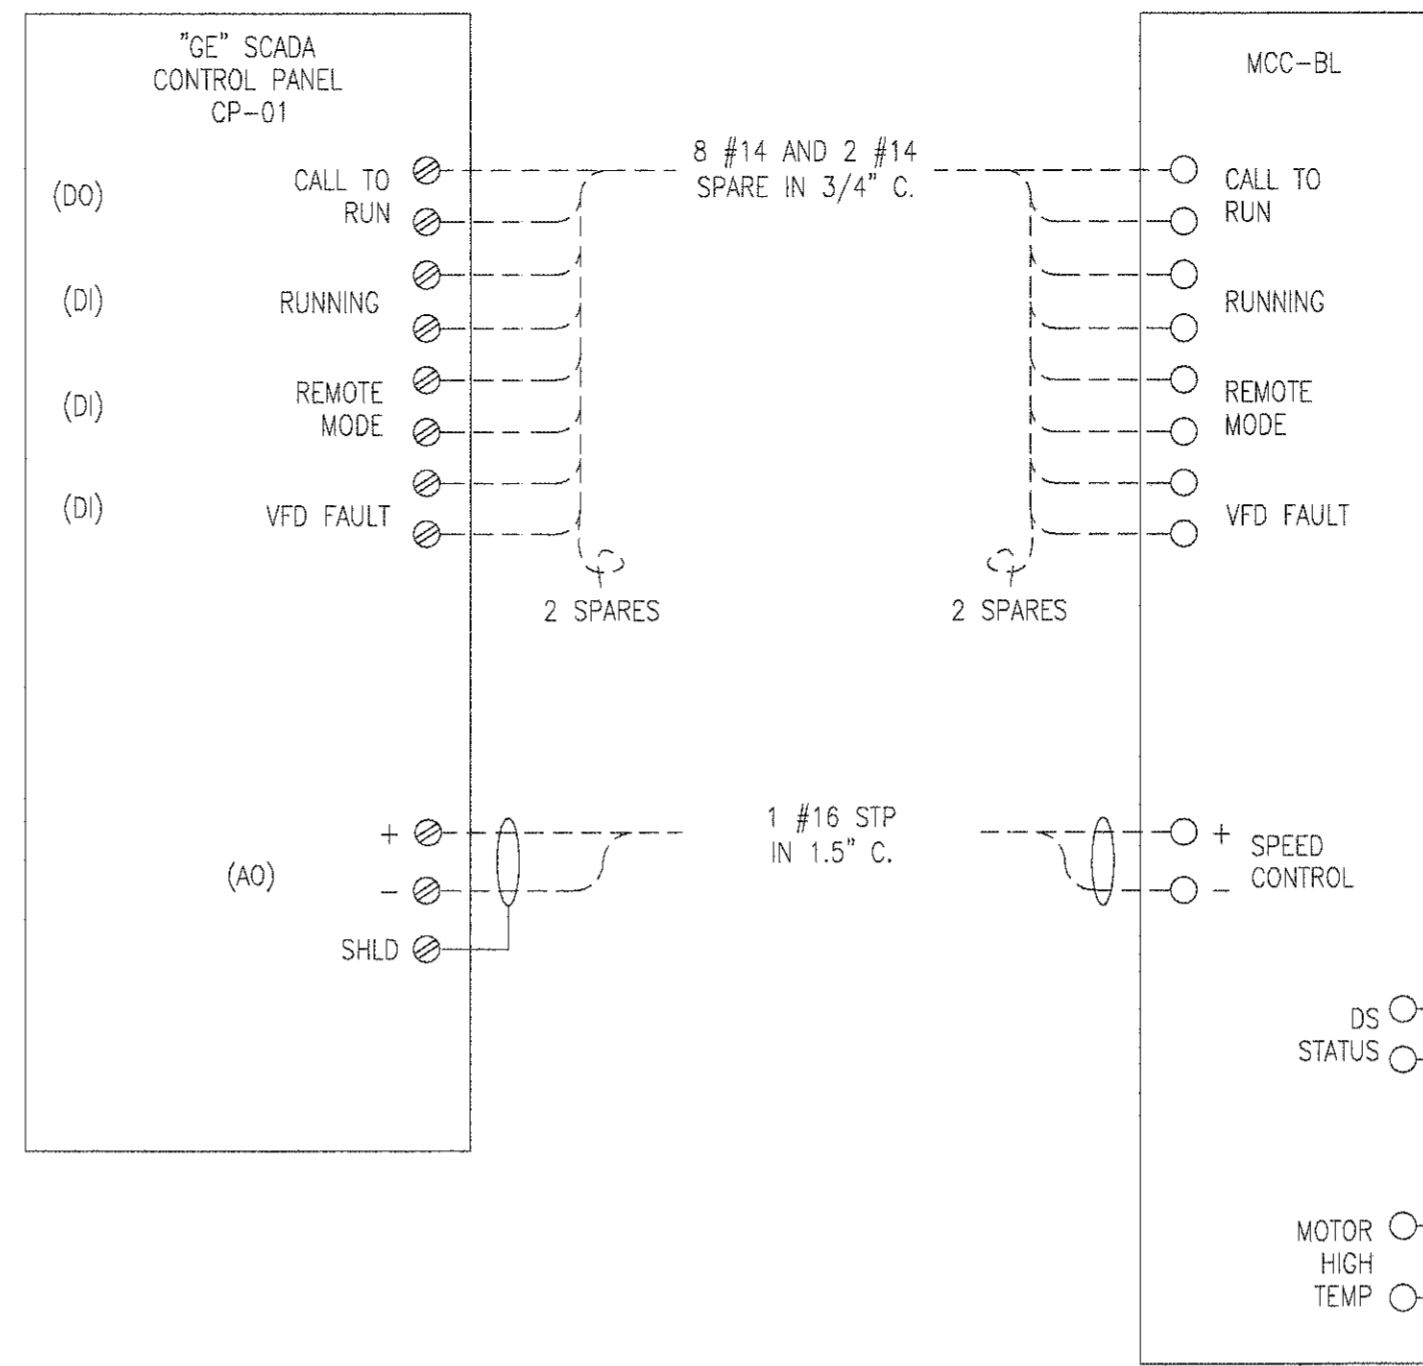 "GE" SCADA
CONTROL PANEL
CP-01
(DO)
CALL TO
RUN
(DI)
RUNNING
(DI)
REMOTE
MODE
(DI)
VFD FAULT
8 #14 AND 2 #14
SPARE IN 3/4" C.
2 SPARES
2 SPARES
MCC-BL
CALL TO
RUN
RUNNING
REMOTE
MODE
VFD FAULT
(AO)
+
-
SHLD
1 #16 STP
IN 1.5" C.
+
-
SPEED
CONTROL
DS
STATUS
MOTOR
HIGH
TEMP